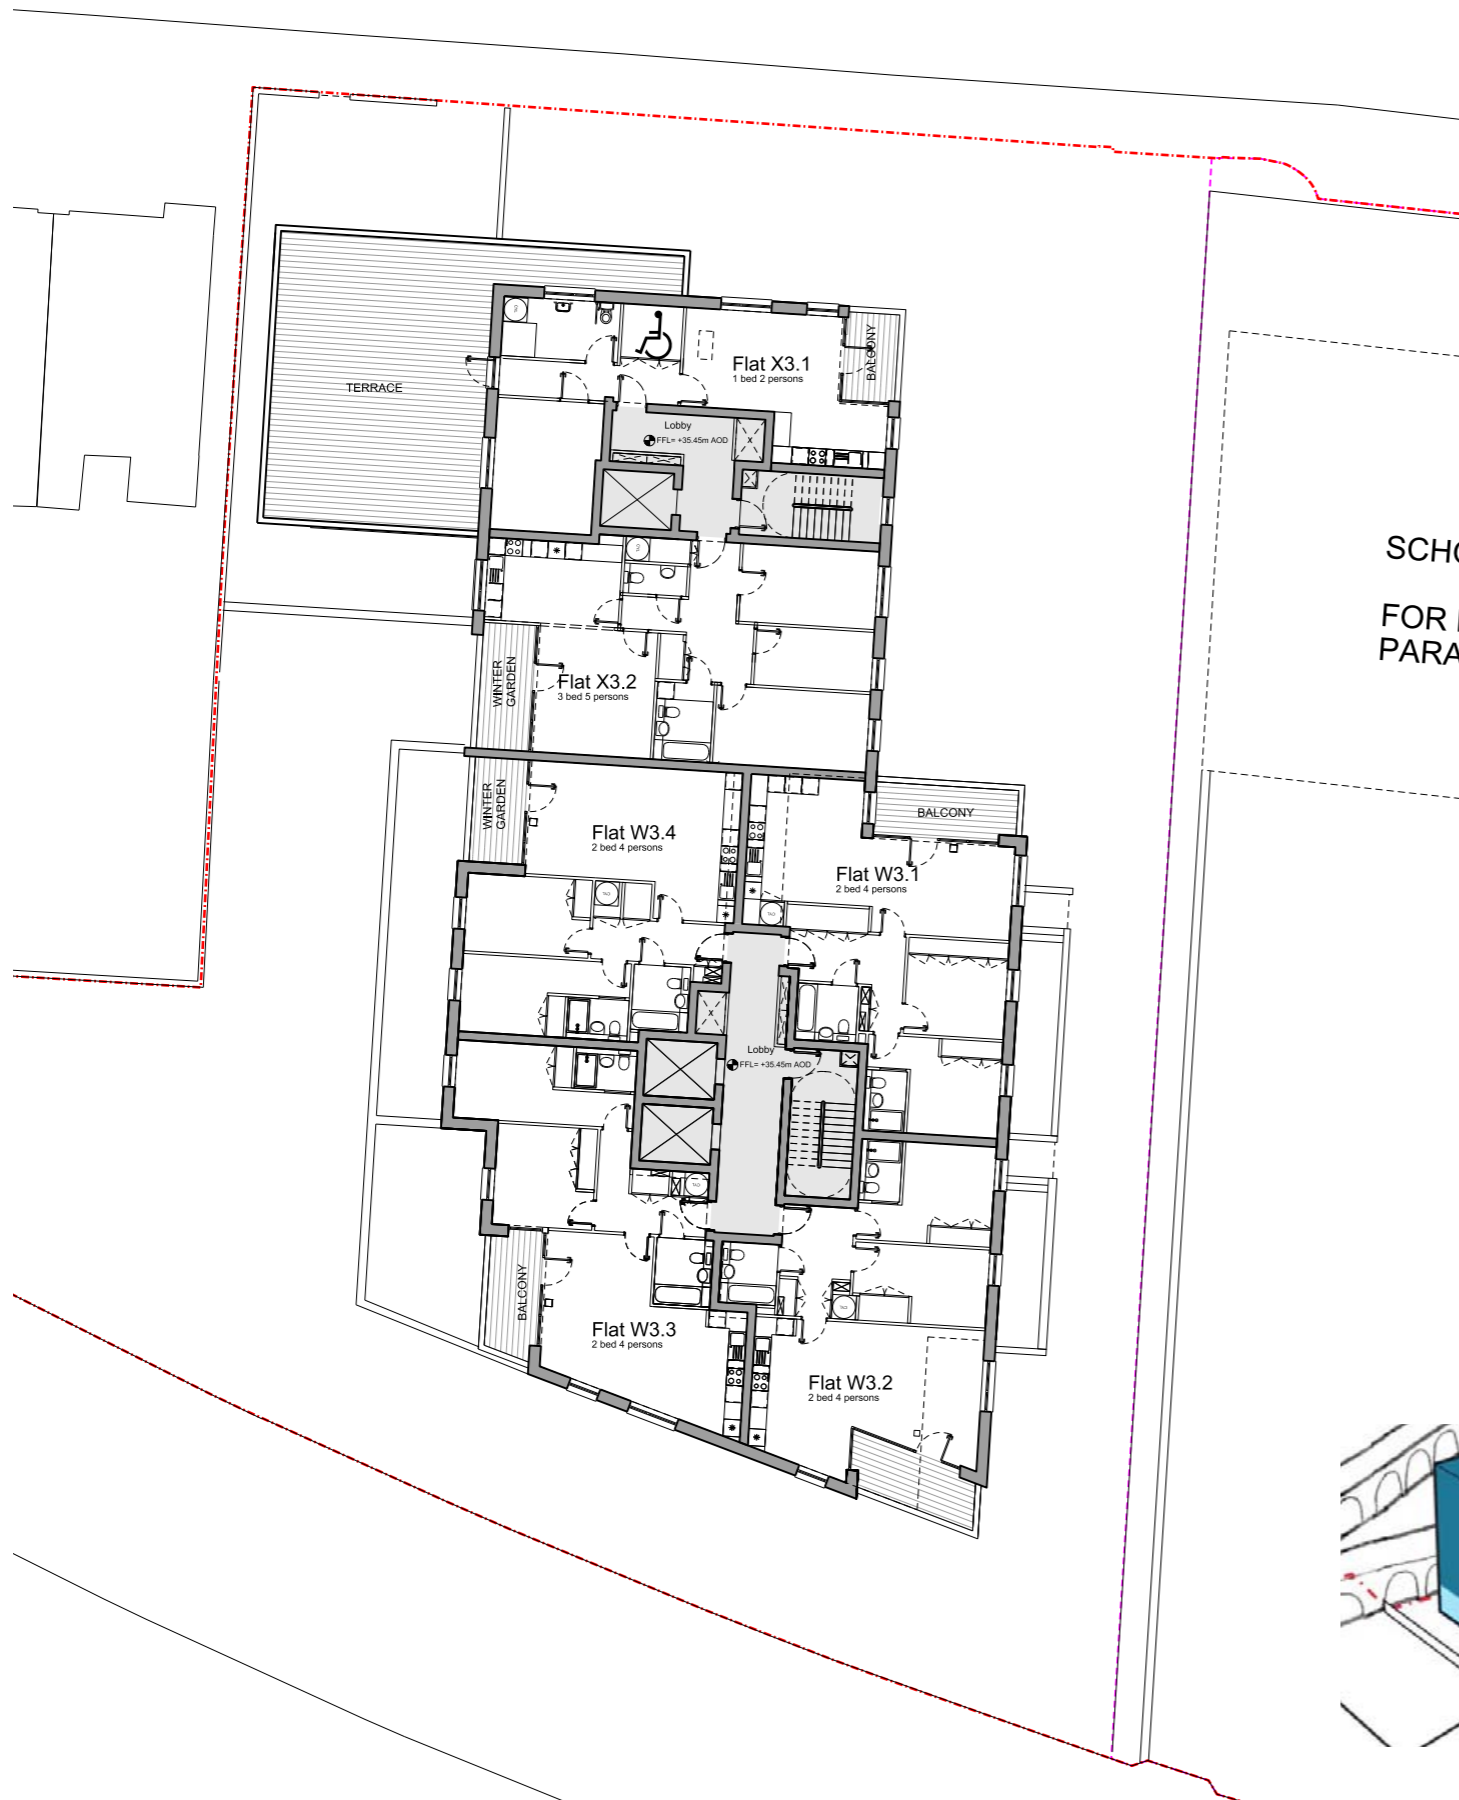 Flat X3.1
1 bed 2 persons
BALCONY
TERRACE
Lobby
FFL= +35.45m AOD
X
SCHO
FOR
PARA
WINTER
GARDEN
Flat X3.2
3 bed 5 persons
WINTER
GARDEN
Flat W3.4
2 bed 4 persons
BALCONY
Flat W3.1
2 bed 4 persons
X
Lobby
FFL= +35.45m AOD
BALCONY
Flat W3.3
2 bed 4 persons
Flat W3.2
2 bed 4 persons